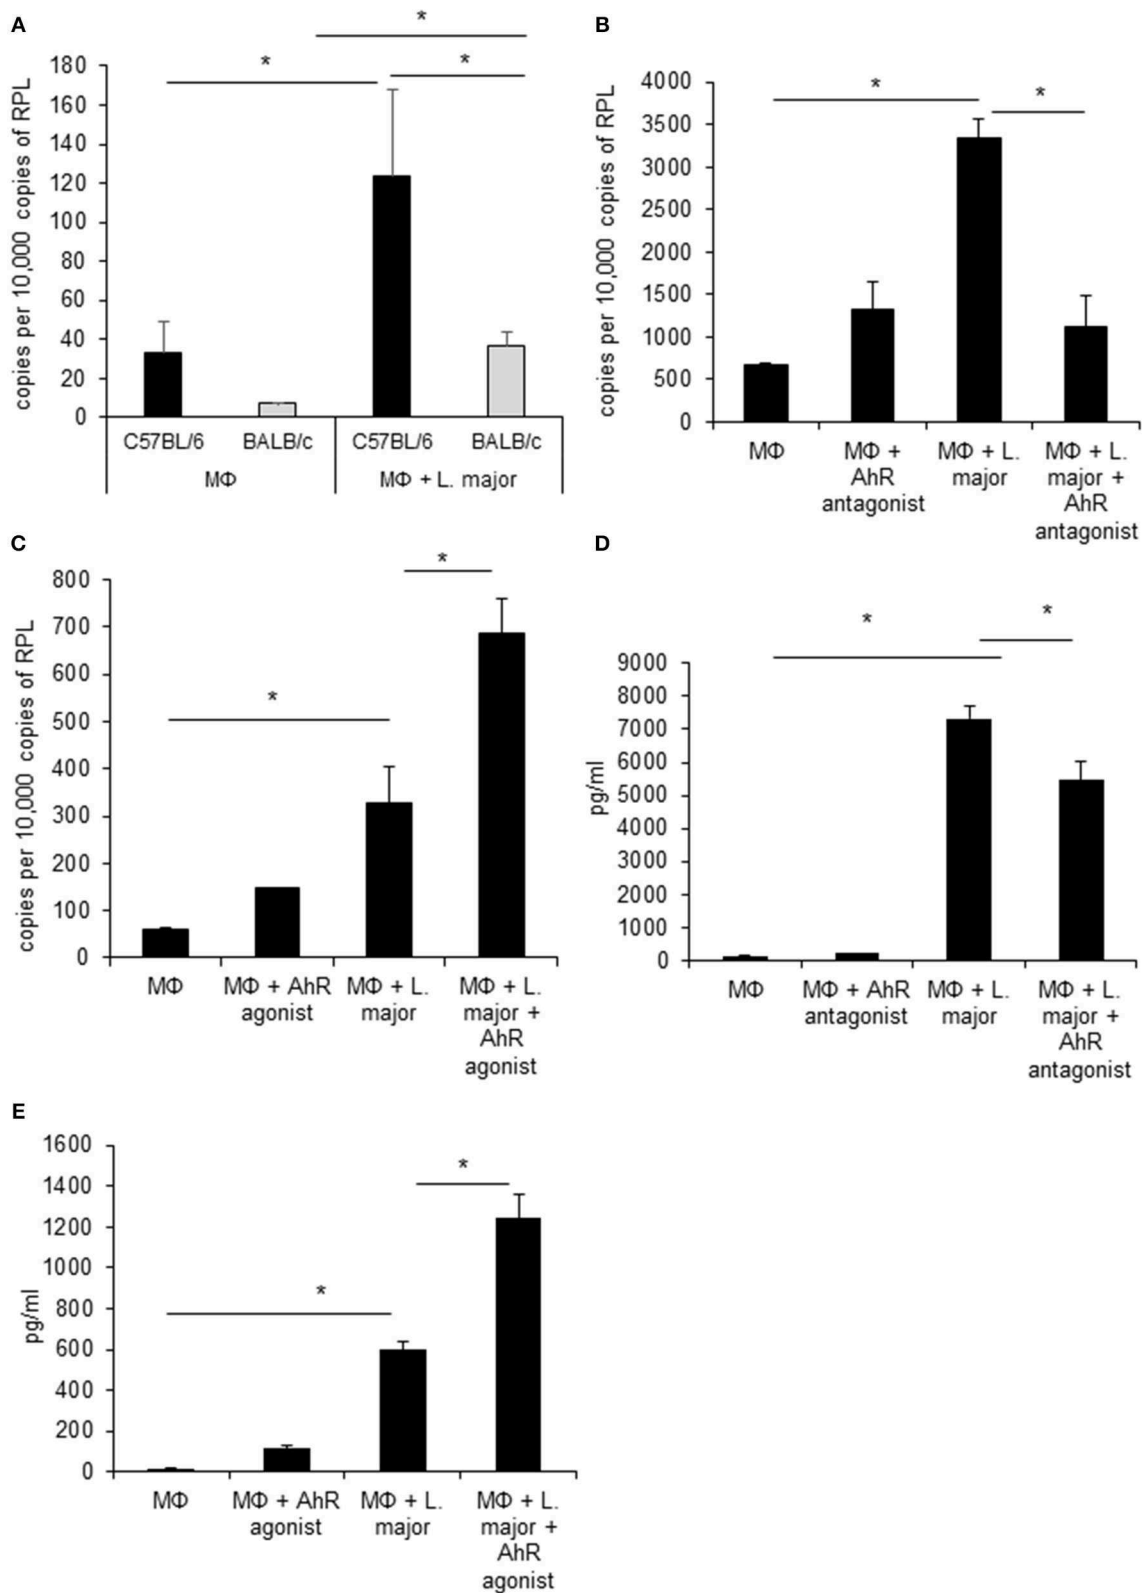 A
*
*
*
copies per 10,000 copies of RPL
180
160
140
120
100
80
60
40
20
0
C57BL/6 BALB/c C57BL/6 BALB/c
MΦ MΦ + L. major
B
*
*
copies per 10,000 copies of RPL
4000
3500
3000
2500
2000
1500
1000
500
0
MΦ
MΦ + AhR antagonist
MΦ + L. major
MΦ + L. major + AhR antagonist
C
*
*
copies per 10,000 copies of RPL
800
700
600
500
400
300
200
100
0
MΦ
MΦ + AhR agonist
MΦ + L. major
MΦ + L. major + AhR agonist
D
*
*
pg/ml
9000
8000
7000
6000
5000
4000
3000
2000
1000
0
MΦ
MΦ + AhR antagonist
MΦ + L. major
MΦ + L. major + AhR antagonist
E
*
*
pg/ml
1600
1400
1200
1000
800
600
400
200
0
MΦ
MΦ + AhR agonist
MΦ + L. major
MΦ + L. major + AhR agonist